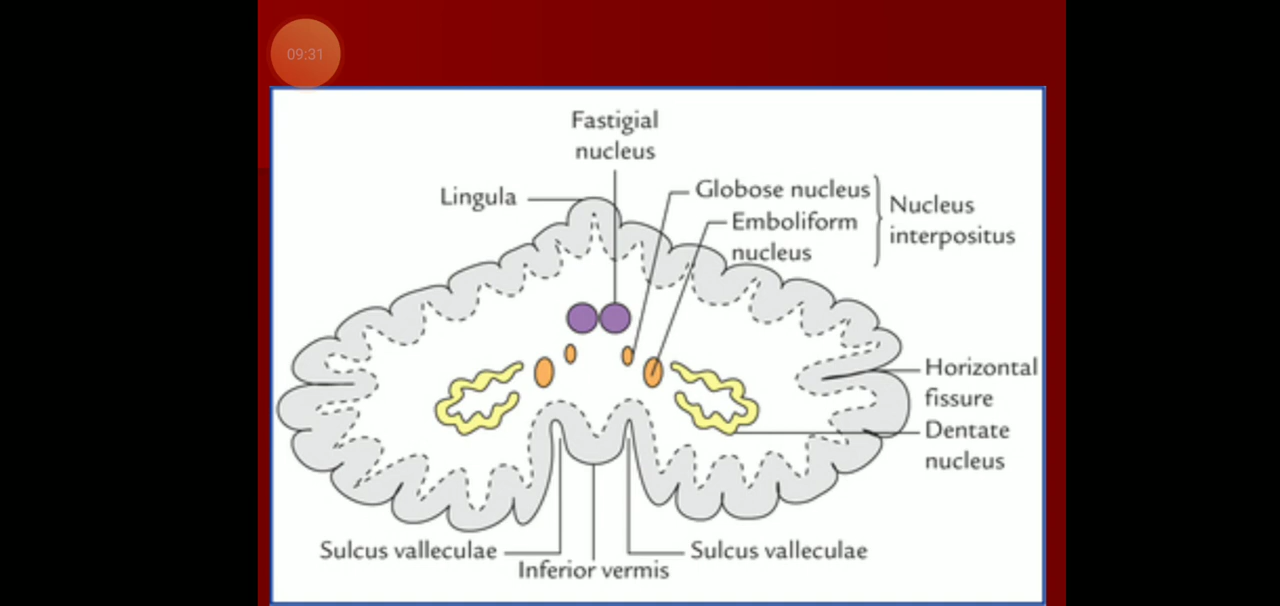 09:31
Fastigial
nucleus
Lingula
Globose nucleus
Emboliform
nucleus
Nucleus
interpositus
Horizontal
fissure
Dentate
nucleus
Sulcus valleculae
Inferior vermis
Sulcus valleculae